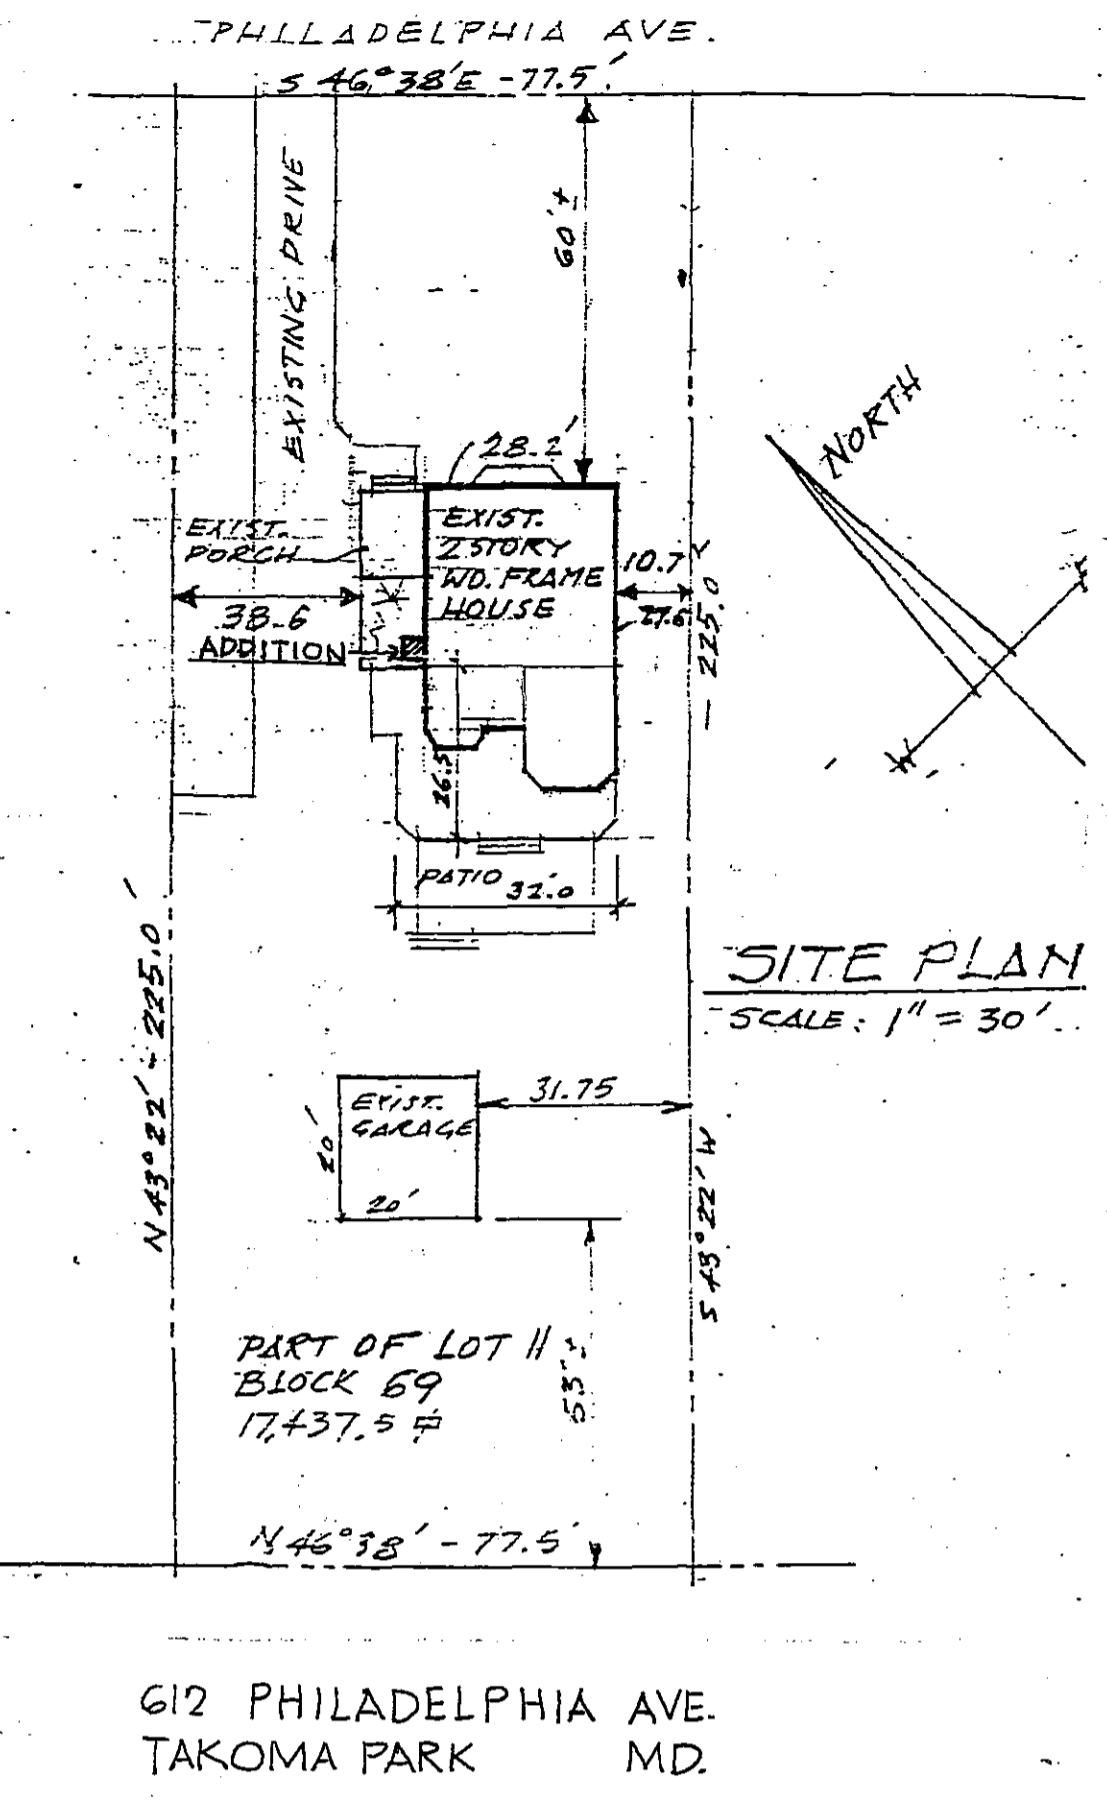 PHILADELPHIA AVE.
S 46°38'E - 77.5'
EXISTING DRIVE
60'±
NORTH
28.2'
EXIST.
2 STORY
WD. FRAME
HOUSE
EXIST.
PORCH
10.7
27.6
38.6
ADDITION
225.0'
W
16.5
PATIO
32'.0
SITE PLAN
SCALE: 1" = 30'
N 43°22' - 225.0'
EXIST.
GARAGE
31.75
20'
20'
S 43°22' W
PART OF LOT 11
BLOCK 69
17,437.5
53'±
N 46°38' - 77.5'
612 PHILADELPHIA AVE.
TAKOMA PARK MD.